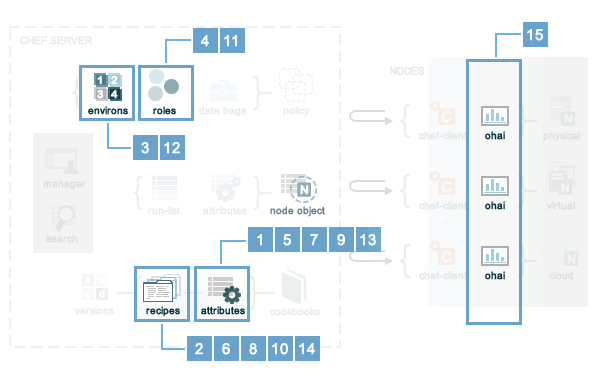 15
4 11
CHEF SERVER
NODES
1 2
3 4
environs
roles
data bags
policy
chef-client
ohai
physical
3 12
manager
run-list
attributes
node object
chef-client
ohai
virtual
search
1 5 7 9 13
chef-client
ohai
cloud
versions
recipes
attributes
cookbooks
2 6 8 10 14